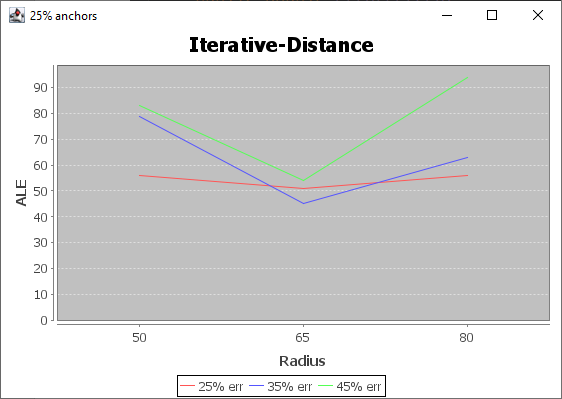 25% anchors
Iterative-Distance
90
80
70
60
50
40
30
20
10
0
ALE
50 65 80
Radius
25% err 35% err 45% err